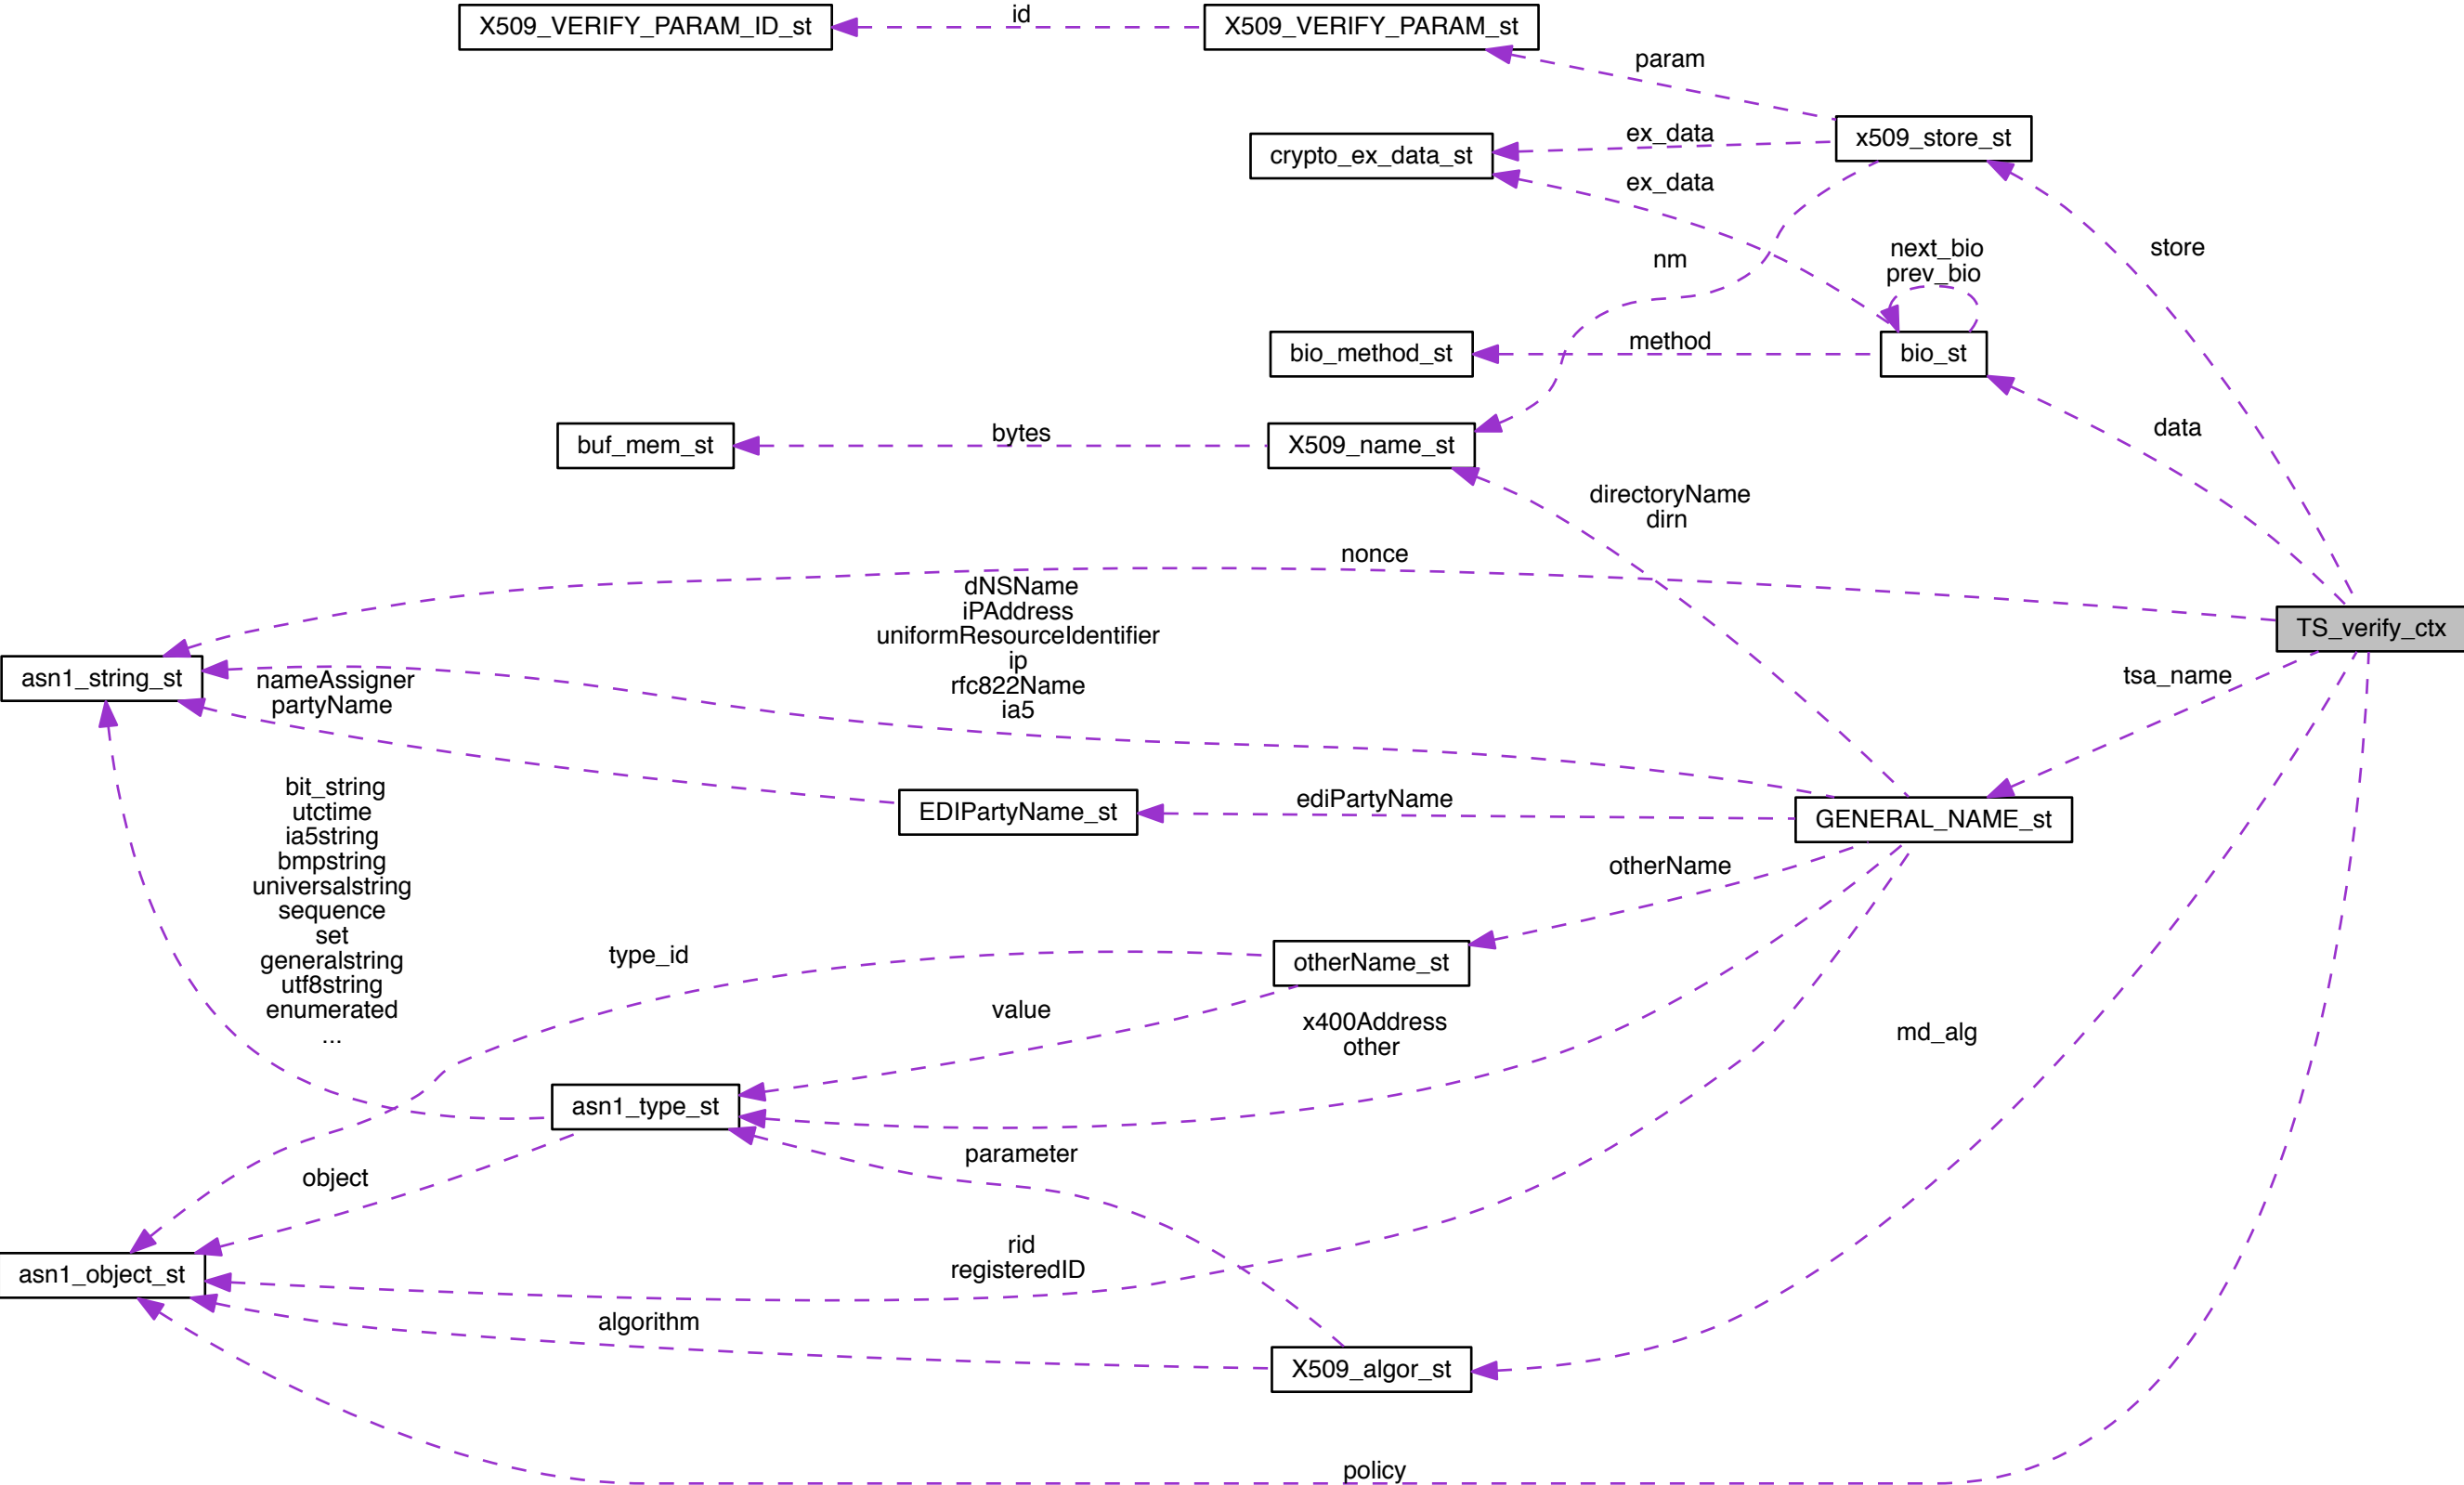 X509_VERIFY_PARAM_ID_st
id
X509_VERIFY_PARAM_st
param
crypto_ex_data_st
ex_data
x509_store_st
ex_data
next_bio
prev_bio
store
nm
bio_method_st
method
bio_st
buf_mem_st
bytes
X509_name_st
data
directoryName
dirn
nonce
dNSName
iPAddress
uniformResourceIdentifier
ip
rfc822Name
ia5
TS_verify_ctx
asn1_string_st
nameAssigner
partyName
tsa_name
bit_string
utctime
ia5string
bmpstring
universalstring
sequence
set
generalstring
utf8string
enumerated
...
EDIPartyName_st
ediPartyName
GENERAL_NAME_st
otherName
type_id
otherName_st
value
x400Address
other
md_alg
asn1_type_st
object
parameter
asn1_object_st
rid
registeredID
algorithm
X509_algor_st
policy